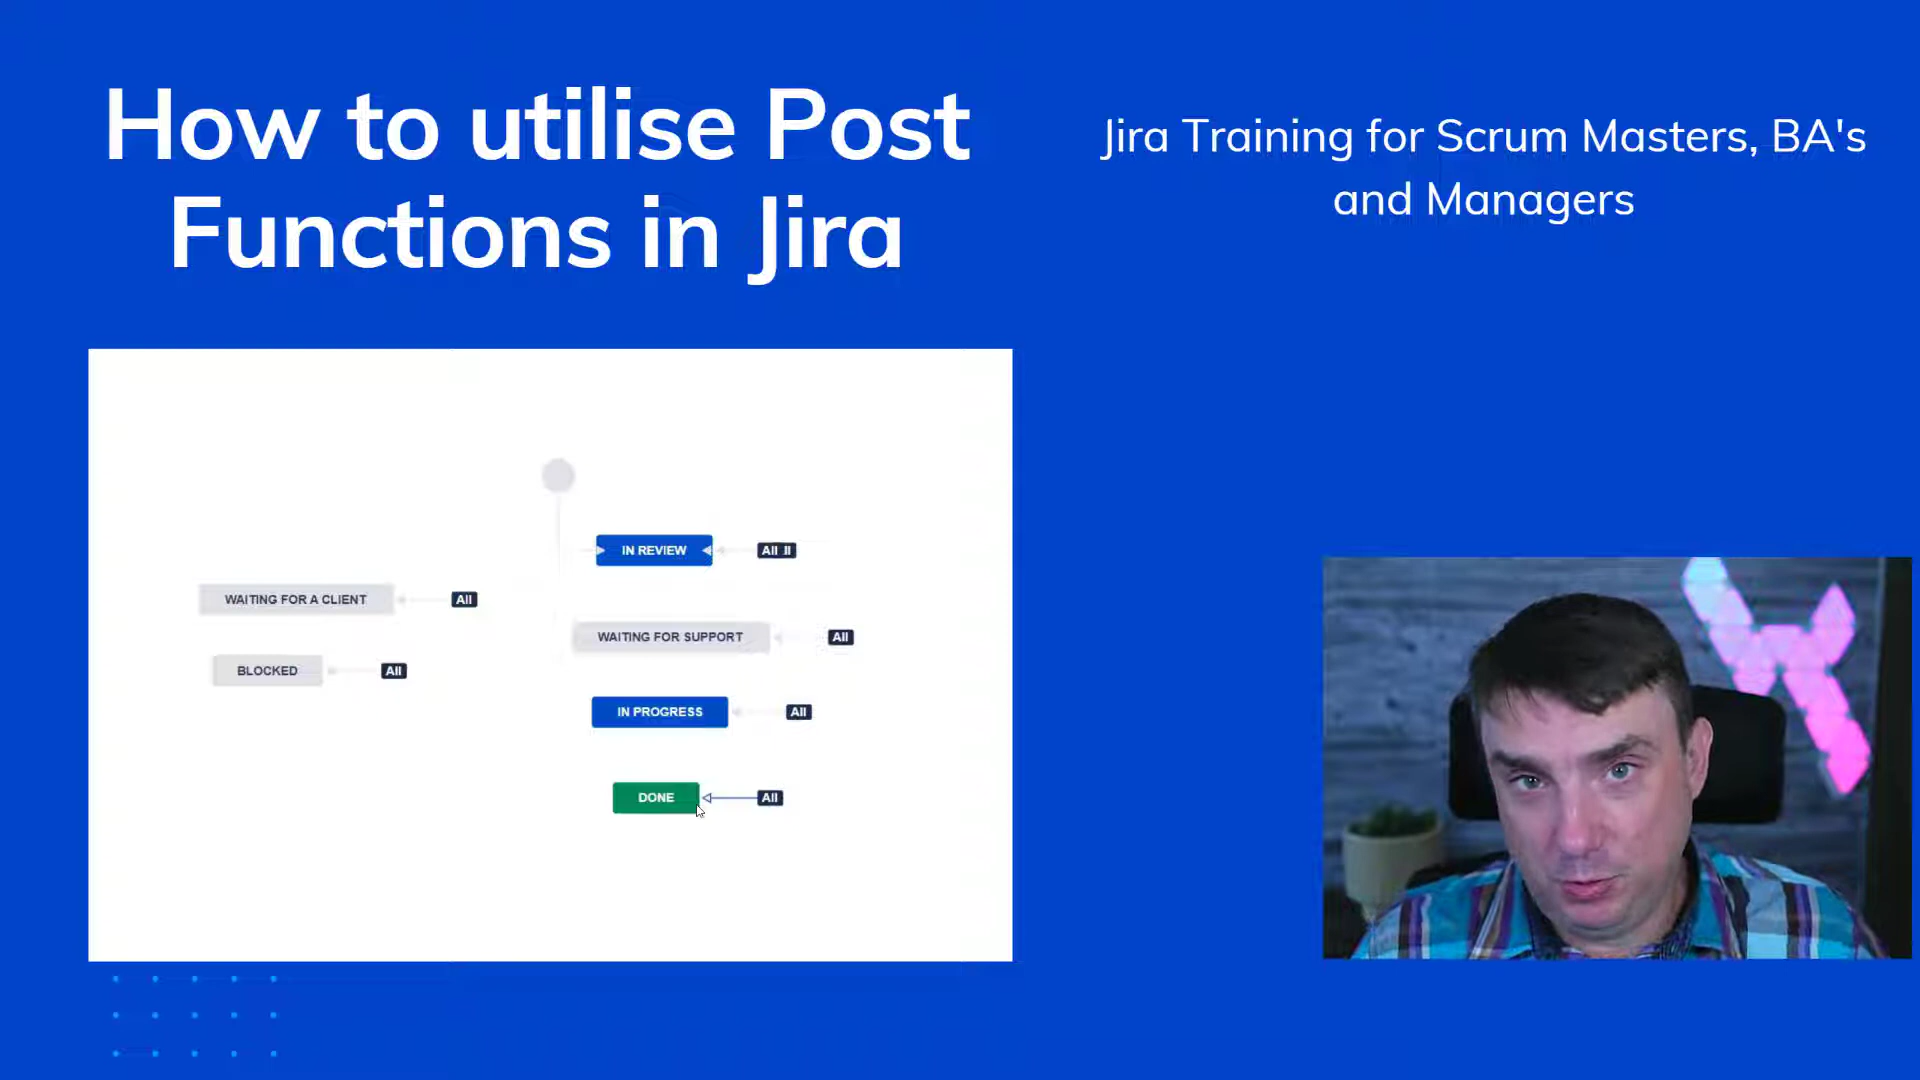 How to utilise Post
Functions in Jira
Jira Training for Scrum Masters, BA's
and Managers
IN REVIEW
All
WAITING FOR A CLIENT
All
WAITING FOR SUPPORT
All
BLOCKED
All
IN PROGRESS
All
DONE
All